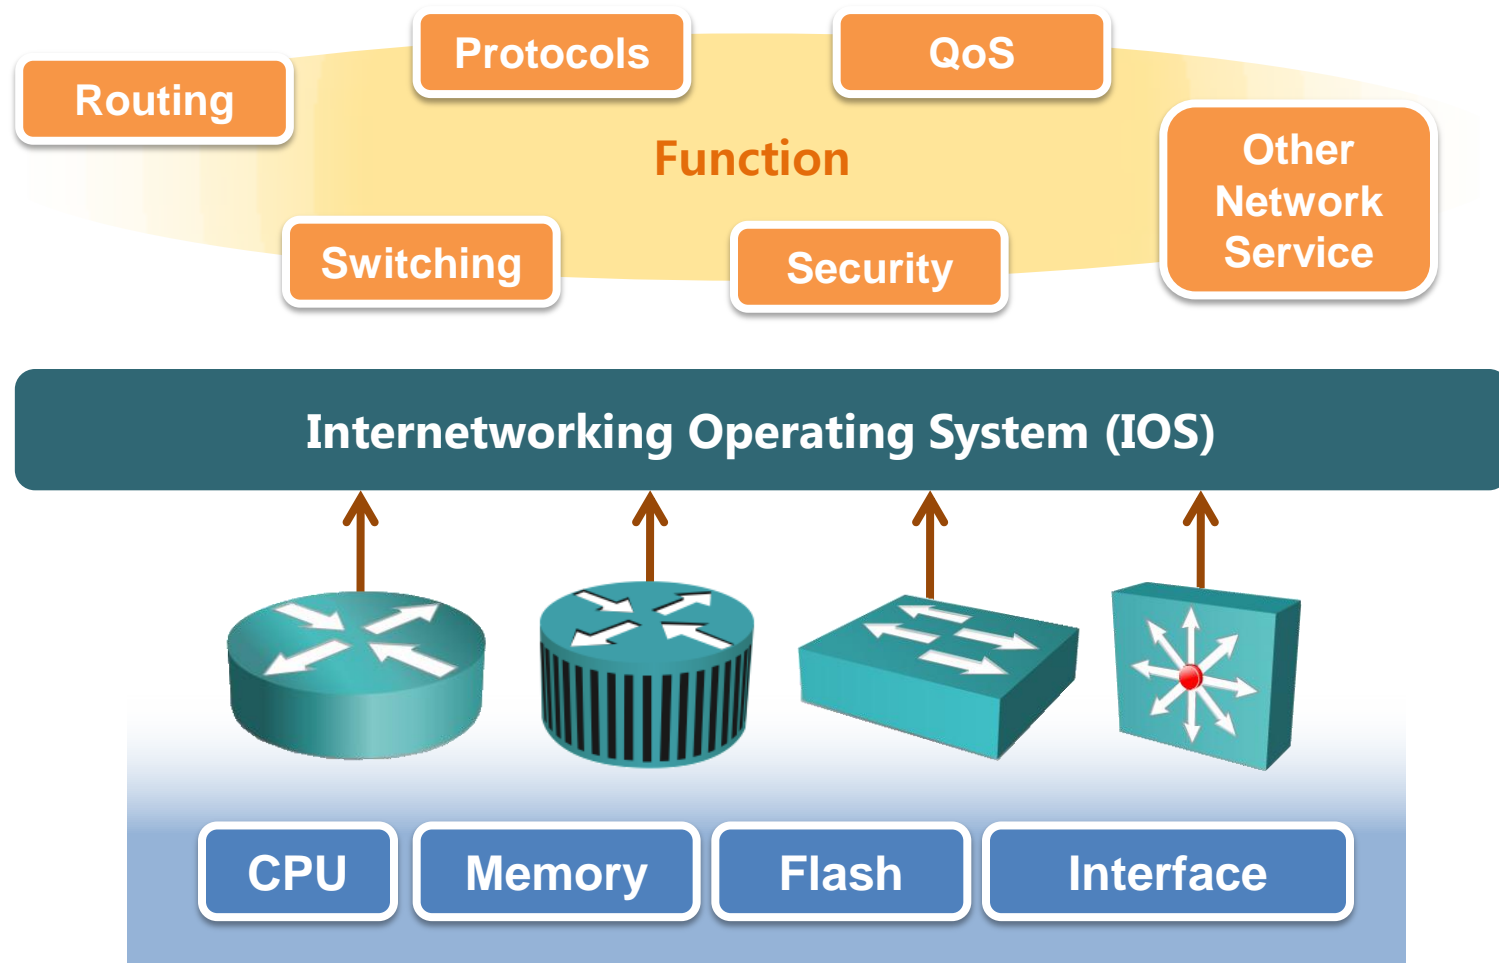 Routing
Protocols
QoS
Function
Other
Network
Service
Switching
Security
Internetworking Operating System (IOS)
CPU
Memory
Flash
Interface